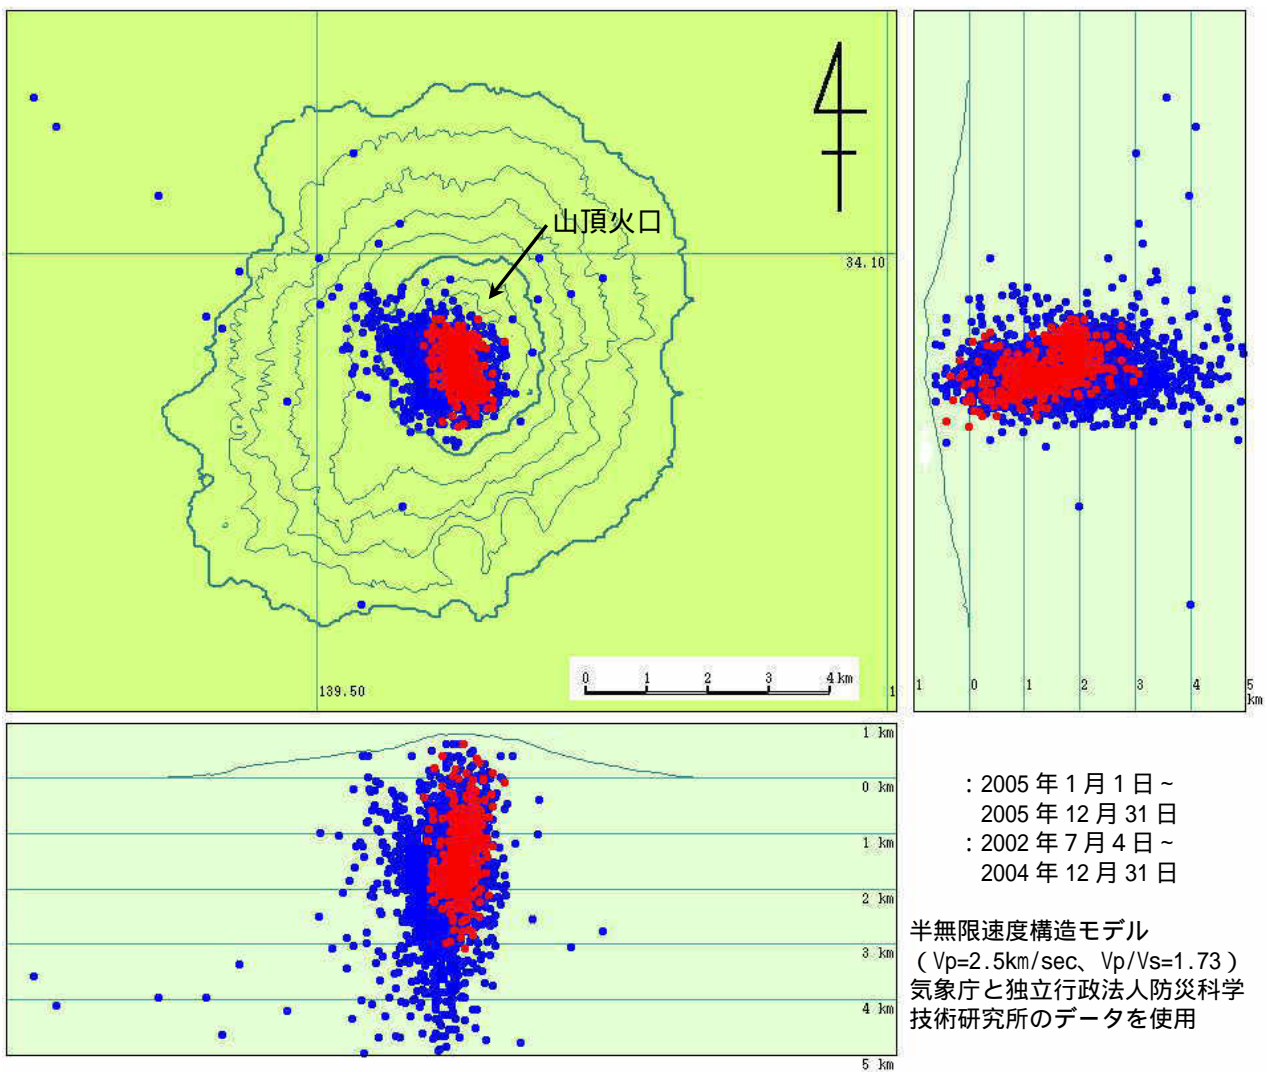 山頂火口
34.10
139.50
1
0 1 2 3 4km
1 0 1 2 3 4 5
km
1 km
0 km
1 km
2 km
3 km
4 km
5 km
：2005 年 1 月 1 日～
2005 年 12 月 31 日
：2002 年 7 月 4 日～
2004 年 12 月 31 日
半無限速度構造モデル
（Vp=2.5km/sec、Vp/Vs=1.73）
気象庁と独立行政法人防災科学
技術研究所のデータを使用